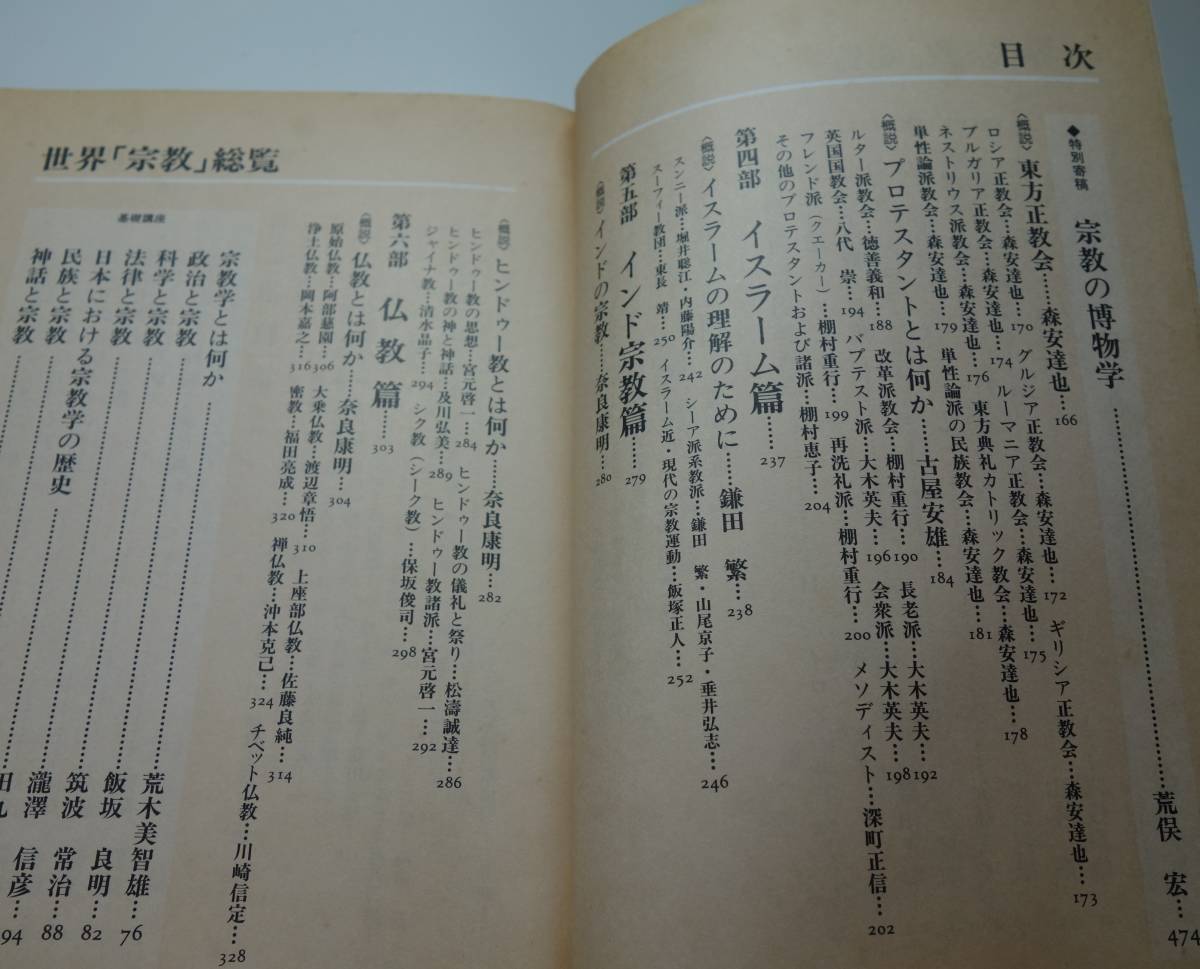 目次
◆特別寄稿 宗教の博物学……荒俣 宏…474
〈概説〉東方正教会……森安達也…166
ロシア正教会…森安達也…170 グルジア正教会…森安達也…172 ギリシア正教会…森安達也…173
ブルガリア正教会…森安達也…174 ルーマニア正教会…森安達也…175
ネストリウス派教会…森安達也…176 東方典礼カトリック教会…森安達也…178
単性論派教会…森安達也…179 単性論派の民族教会…森安達也…181
〈概説〉プロテスタントとは何か……古屋安雄…184
ルター派教会…徳善義和…188 改革派教会…棚村重行…190 長老派…大木英夫…192
英国国教会…八代 崇…194 バプテスト派…大木英夫…196 会衆派…大木英夫…198
フレンド派（クエーカー）…棚村重行…199 再洗礼派…棚村重行…200 メソディスト…深町正信…202
その他のプロテスタントおよび諸派…棚村恵子…204
第四部 イスラーム篇……237
〈概説〉イスラームの理解のために……鎌田 繁…238
スンニー派…堀井聡江・内藤陽介…242 シーア派系教派…鎌田 繁・山尾京子・垂井弘志…246
スーフィー教団…東長 靖…250 イスラーム近・現代の宗教運動…飯塚正人…252
第五部 インド宗教篇……279
〈概説〉インドの宗教……奈良康明…280
世界「宗教」総覧
〈概説〉ヒンドゥー教とは何か……奈良康明…282
ヒンドゥー教の思想…宮元啓一…284 ヒンドゥー教の儀礼と祭り…松濤誠達…286
ヒンドゥー教の神と神話…及川弘美…289 ヒンドゥー教諸派…宮元啓一…292
ジャイナ教…清水晶子…294 シク教（シーク教）…保坂俊司…298
第六部 仏教篇……303
〈概説〉仏教とは何か……奈良康明…304
原始仏教…阿部慈園…306 大乗仏教…渡辺章悟…310 上座部仏教…佐藤良純…314
浄土仏教…岡本嘉之…316 密教…福田亮成…320 禅仏教…沖本克己…324 チベット仏教…川崎信定…328
基礎講座
宗教学とは何か……荒木美智雄…76
政治と宗教……飯坂 良明…82
科学と宗教……筑波 常治…88
法律と宗教……瀧澤 信彦…94
日本における宗教学の歴史……田丸
民族と宗教
神話と宗教